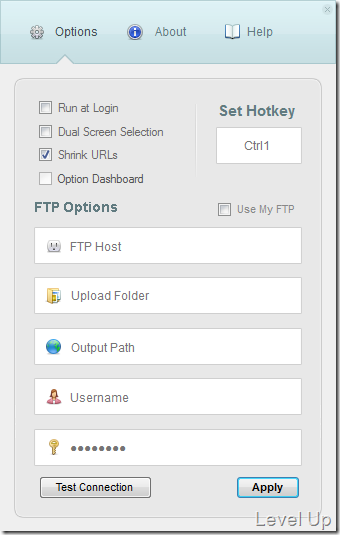 Options About Help
Run at Login
Dual Screen Selection
Shrink URLs
Option Dashboard
Set Hotkey
Ctrl1
FTP Options
Use My FTP
FTP Host
Upload Folder
Output Path
Username
••••••••
Test Connection Apply
Level Up